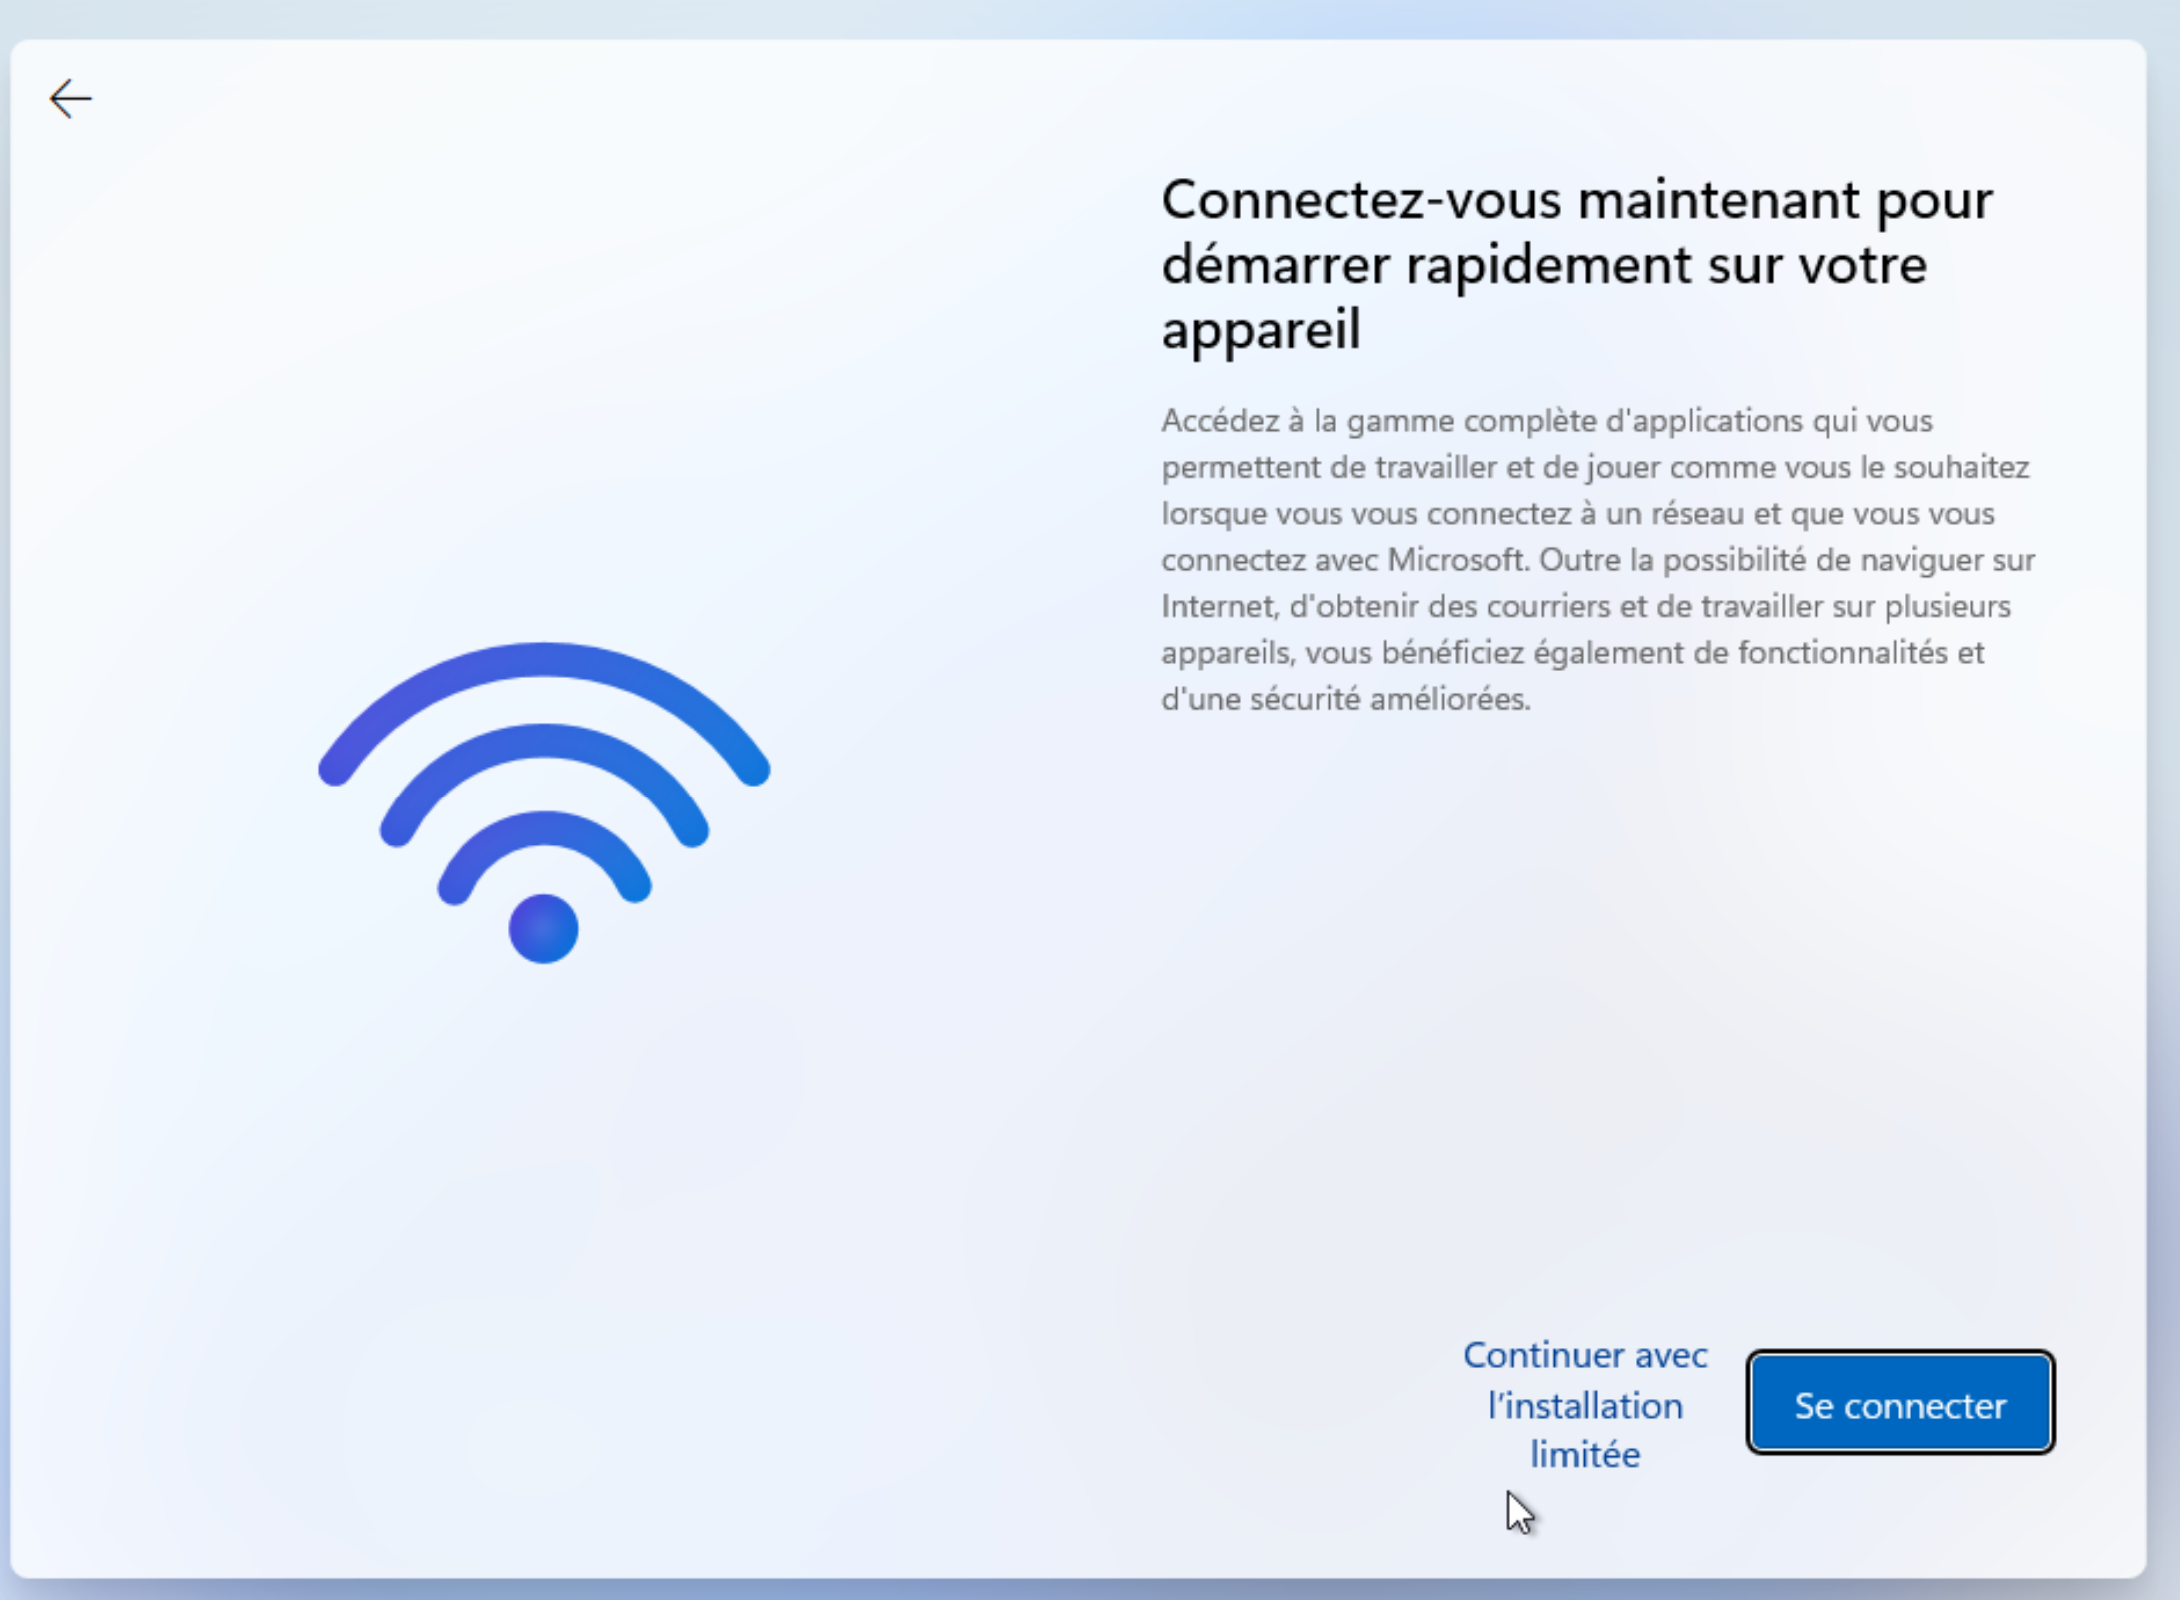 Connectez-vous maintenant pour
démarrer rapidement sur votre
appareil
Accédez à la gamme complète d'applications qui vous
permettent de travailler et de jouer comme vous le souhaitez
lorsque vous vous connectez à un réseau et que vous vous
connectez avec Microsoft. Outre la possibilité de naviguer sur
Internet, d'obtenir des courriers et de travailler sur plusieurs
appareils, vous bénéficiez également de fonctionnalités et
d'une sécurité améliorées.
Continuer avec
l’installation
limitée
Se connecter